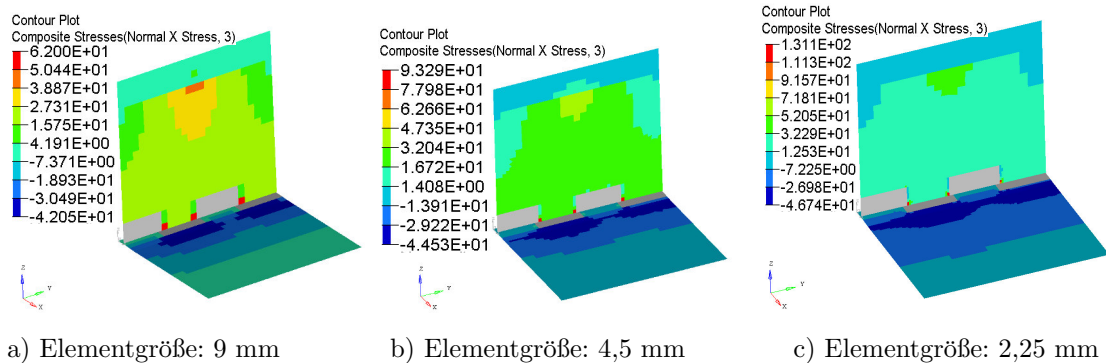 Contour Plot
Composite Stresses(Normal X Stress, 3)
6.200E+01
5.044E+01
3.887E+01
2.731E+01
1.575E+01
4.191E+00
-7.371E+00
-1.893E+01
-3.049E+01
-4.205E+01
Z
Y
X
Contour Plot
Composite Stresses(Normal X Stress, 3)
9.329E+01
7.798E+01
6.266E+01
4.735E+01
3.204E+01
1.672E+01
1.408E+00
-1.391E+01
-2.922E+01
-4.453E+01
Z
Y
X
Contour Plot
Composite Stresses(Normal X Stress, 3)
1.311E+02
1.113E+02
9.157E+01
7.181E+01
5.205E+01
3.229E+01
1.253E+01
-7.225E+00
-2.698E+01
-4.674E+01
Z
Y
X
a) Elementgröße: 9 mm
b) Elementgröße: 4,5 mm
c) Elementgröße: 2,25 mm